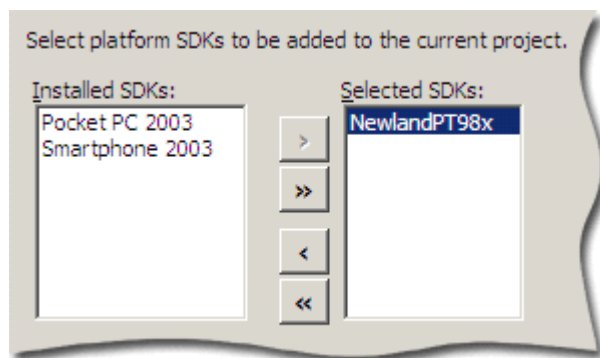 Select platform SDKs to be added to the current project.
Installed SDKs:
Selected SDKs:
Pocket PC 2003
Smartphone 2003
NewlandPT98x
>
>>
<
<<